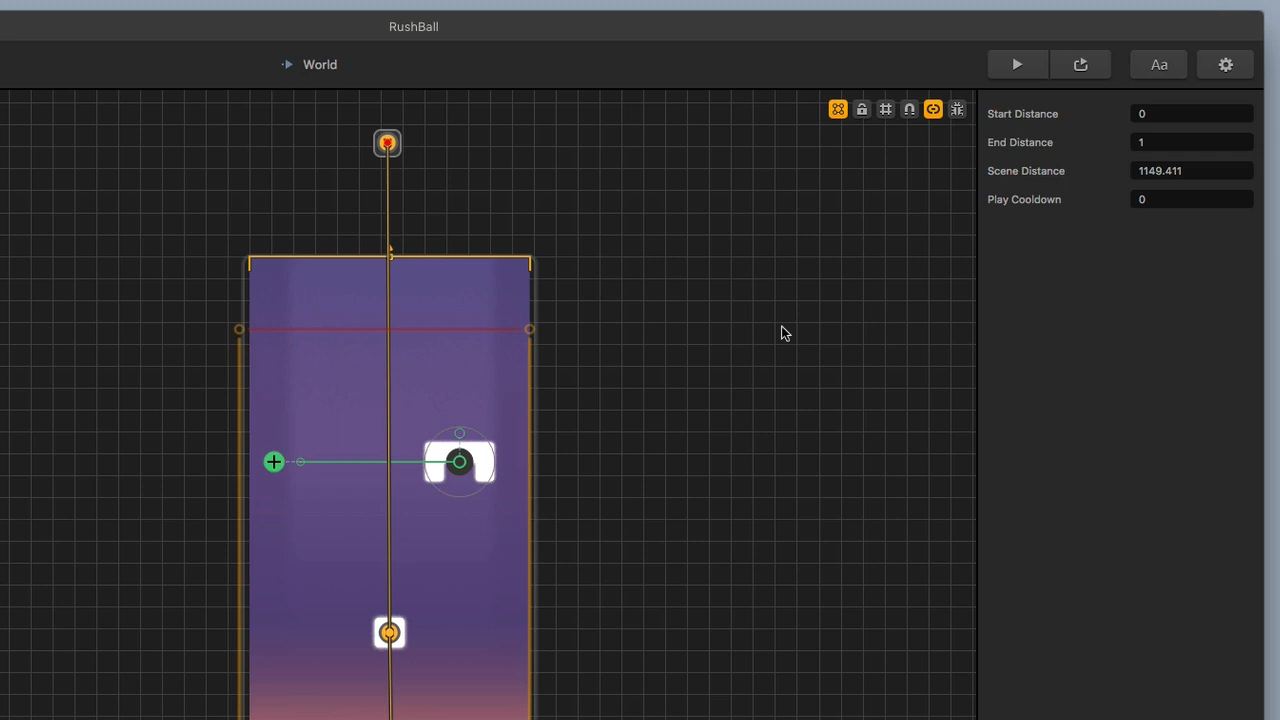 RushBall
World
Aa
Start Distance 0
End Distance 1
Scene Distance 1149.411
Play Cooldown 0